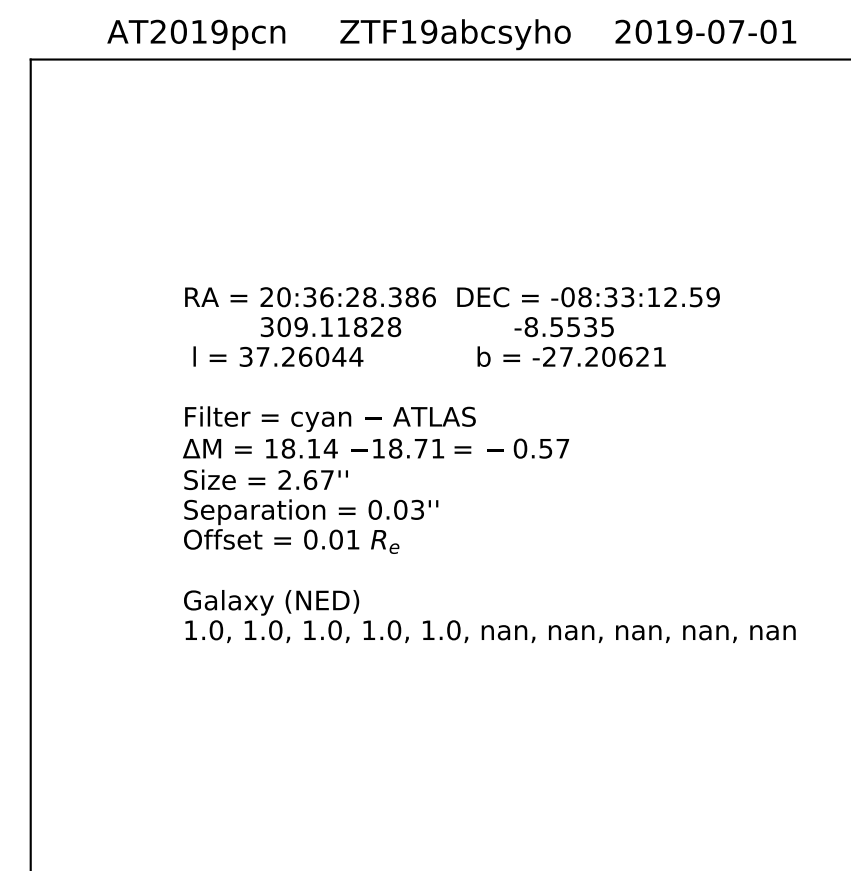 AT2019pcn ZTF19abcsyho 2019-07-01
RA = 20:36:28.386 DEC = -08:33:12.59
309.11828 -8.5535
l = 37.26044 b = -27.20621
Filter = cyan − ATLAS
ΔM = 18.14 −18.71 = − 0.57
Size = 2.67''
Separation = 0.03''
Offset = 0.01 Re
Galaxy (NED)
1.0, 1.0, 1.0, 1.0, 1.0, nan, nan, nan, nan, nan